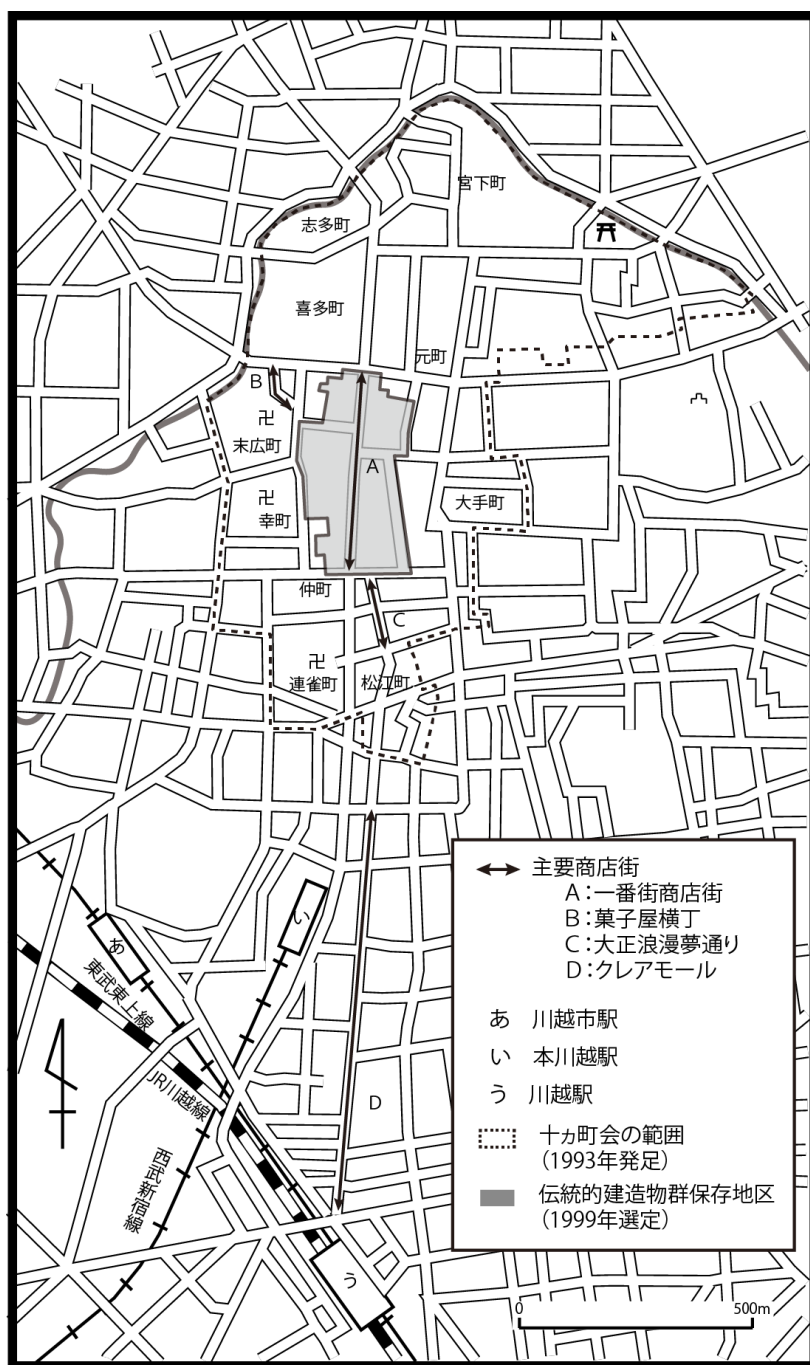 宮下町
志多町
喜多町
元町
B
末広町
A
幸町
大手町
仲町
C
連雀町
松江町
あ
い
東武東上線
JR川越線
西武新宿線
D
う
主要商店街
A:一番街商店街
B:菓子屋横丁
C:大正浪漫夢通り
D:クレアモール
あ 川越市駅
い 本川越駅
う 川越駅
十ヵ町会の範囲
(1993年発足)
伝統的建造物群保存地区
(1999年選定)
0 500m